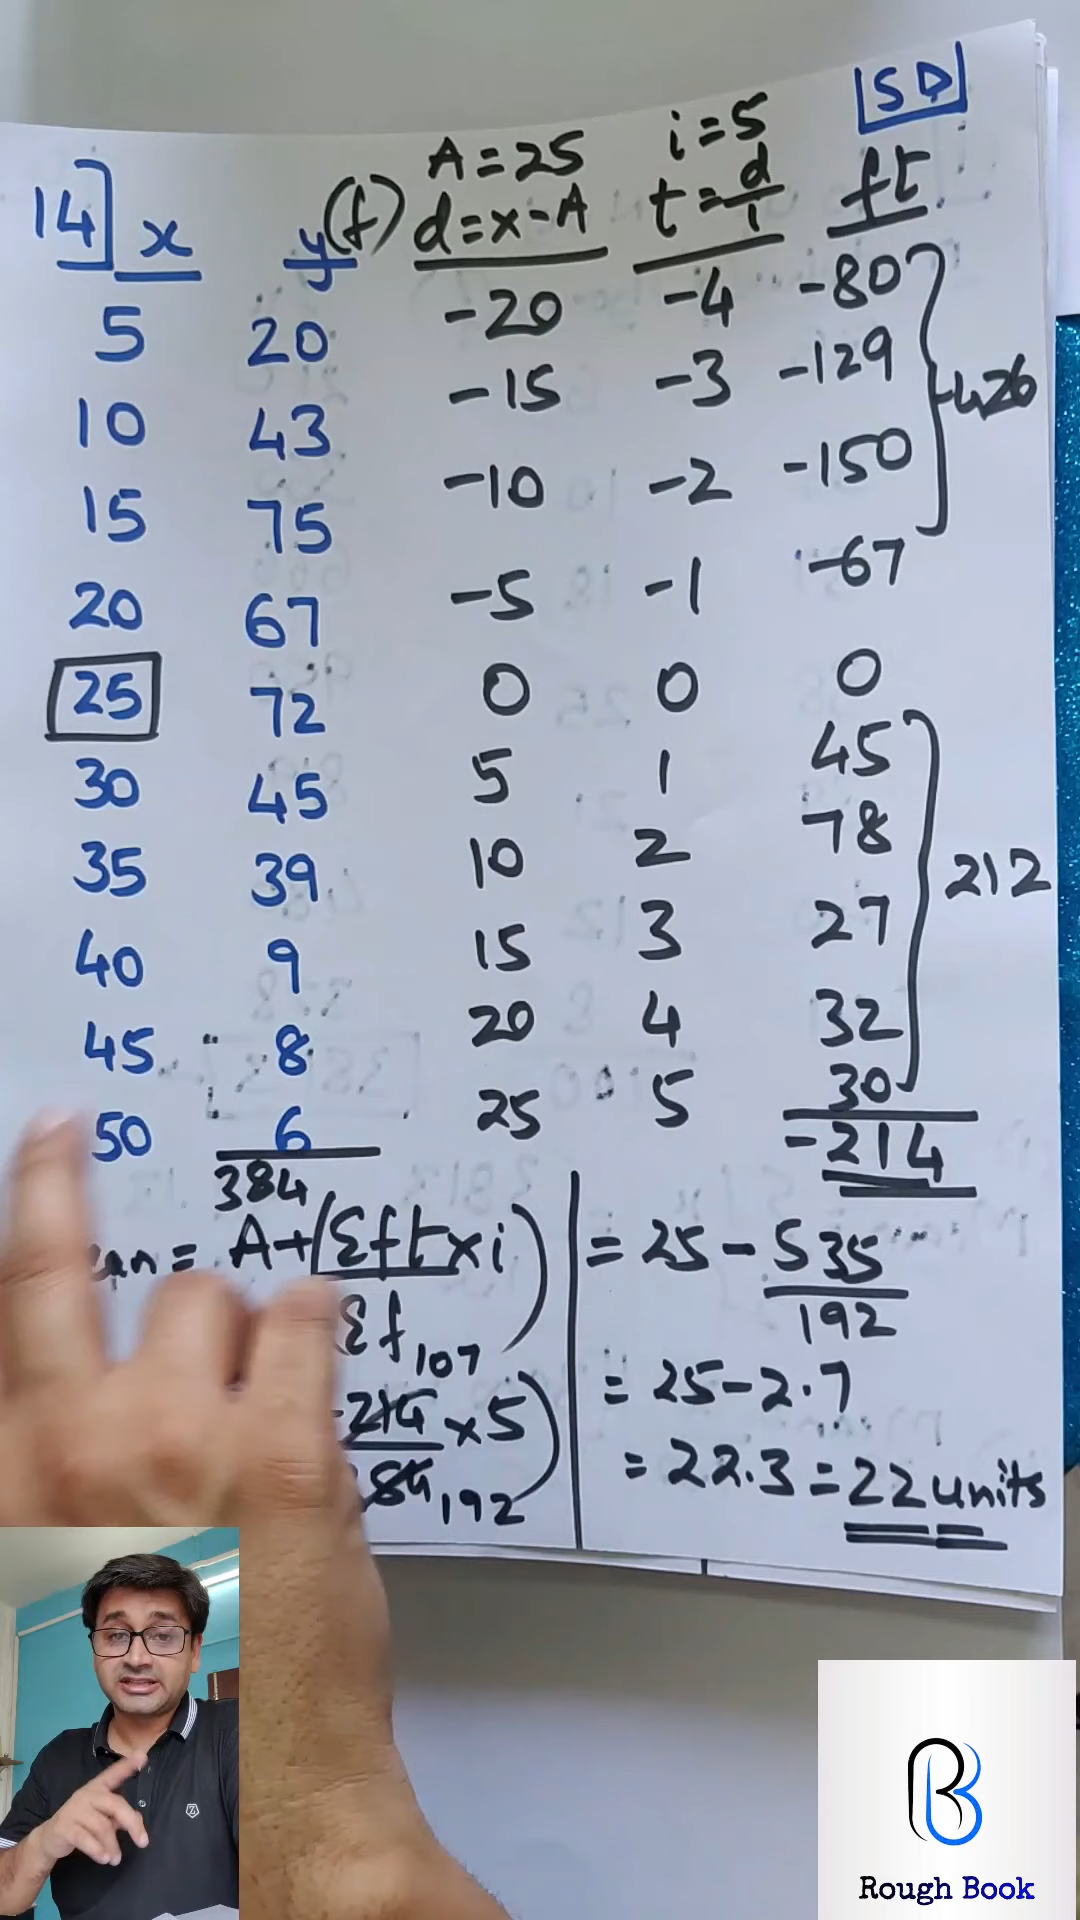 SD
A=25 i=5
14] x y(f) d=x-A t=d/i ft
5 20 -20 -4 -80
10 43 -15 -3 -129
15 75 -10 -2 -150
-426
20 67 -5 -1 -67
25 72 0 0 0
30 45 5 1 45
35 39 10 2 78
212
40 9 15 3 27
45 8 20 4 32
50 6 25 5 30
384 -214
= A+(Σft×i = 25 - 535
Σf) 192
107
-214 ×5) = 25-2.7
192 = 22.3 = 22 units
Rough Book